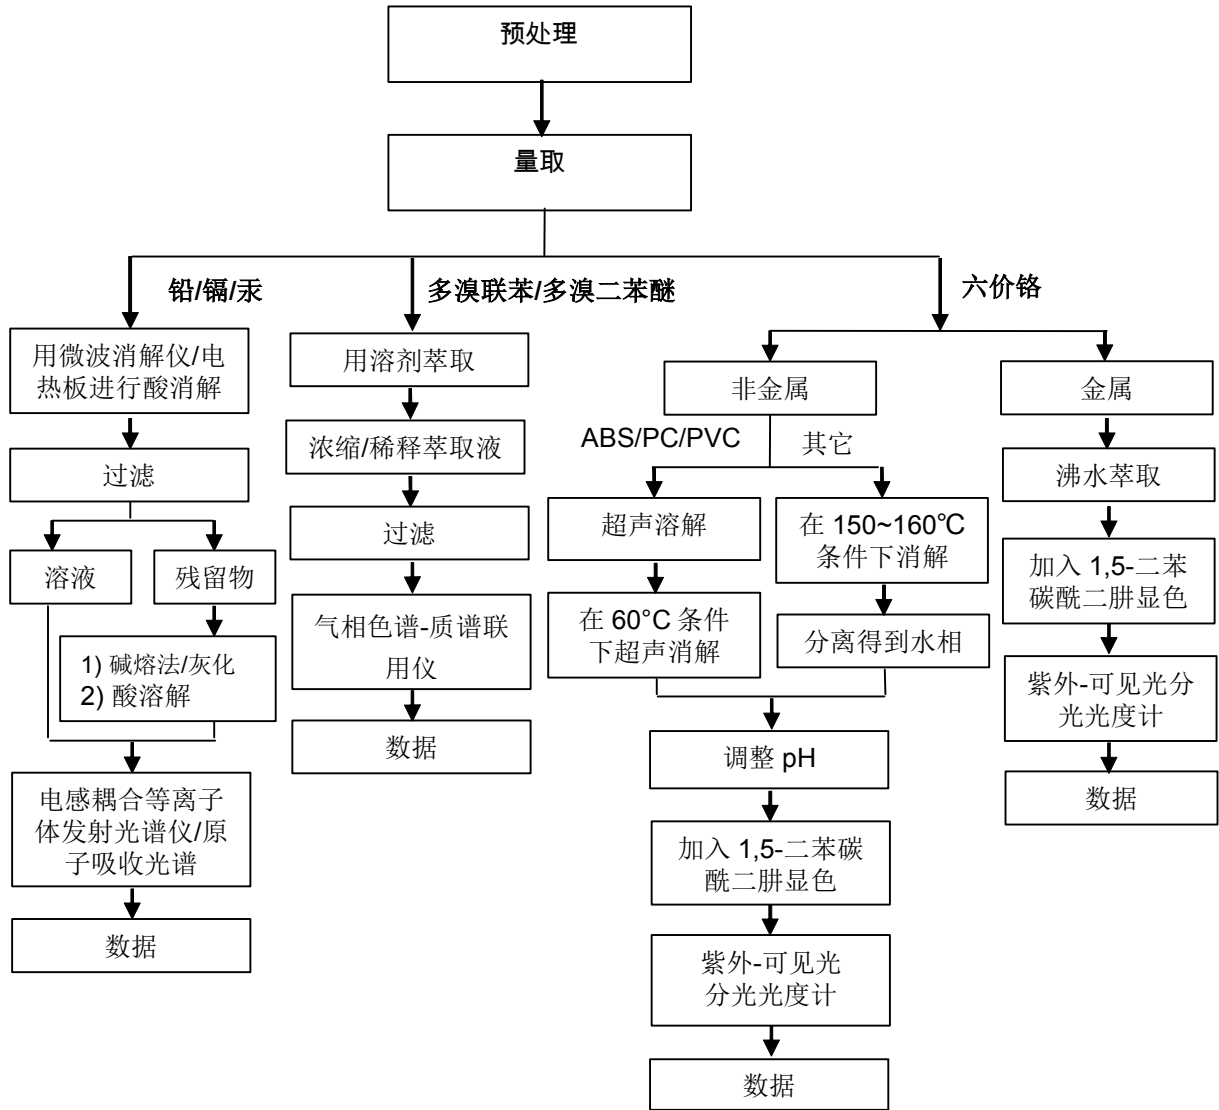 预处理
量取
铅/镉/汞
多溴联苯/多溴二苯醚
六价铬
用微波消解仪/电
热板进行酸消解
过滤
溶液
残留物
1) 碱熔法/灰化
2) 酸溶解
电感耦合等离子
体发射光谱仪/原
子吸收光谱
数据
用溶剂萃取
浓缩/稀释萃取液
过滤
气相色谱-质谱联
用仪
数据
非金属
ABS/PC/PVC
其它
超声溶解
在 60°C 条件
下超声消解
在 150~160℃
条件下消解
分离得到水相
调整 pH
加入 1,5-二苯碳
酰二肼显色
紫外-可见光
分光光度计
数据
金属
沸水萃取
加入 1,5-二苯
碳酰二肼显色
紫外-可见光分
光光度计
数据